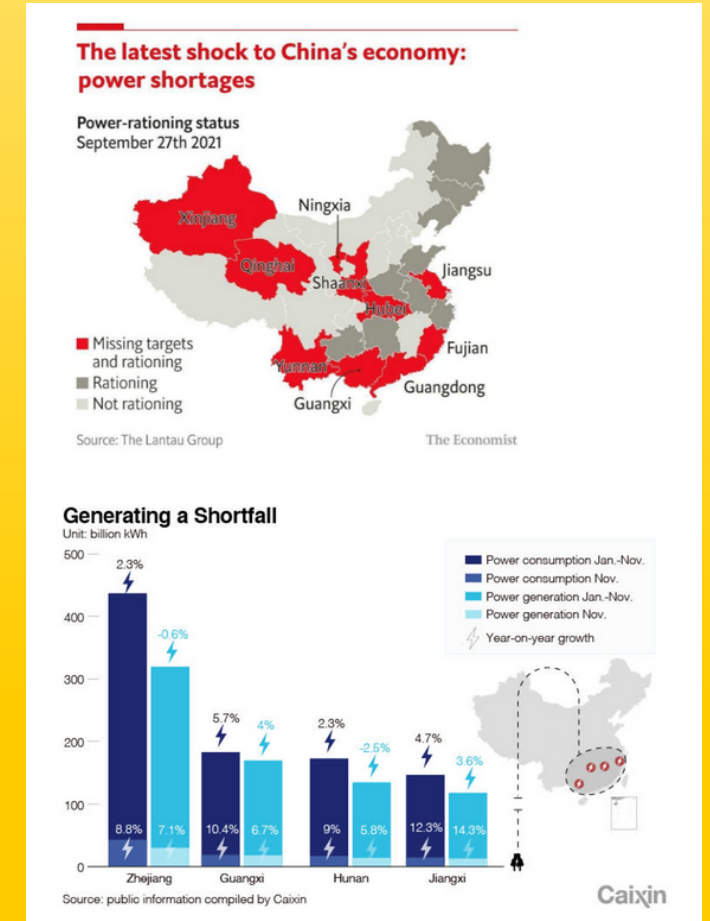 The latest shock to China's economy:
power shortages
Power-rationing status
September 27th 2021
Ningxia
Xinjiang
Qinghai
Shaanxi
Jiangsu
Hubei
Fujian
Yunnan
Guangdong
Guangxi
Missing targets
and rationing
Rationing
Not rationing
Source: The Lantau Group
The Economist
Generating a Shortfall
Unit: billion kWh
500
400
300
200
100
0
2.3%
-0.6%
5.7%
4%
2.3%
-2.5%
4.7%
3.6%
8.8%
7.1%
10.4%
6.7%
9%
5.8%
12.3%
14.3%
Zhejiang
Guangxi
Hunan
Jiangxi
Power consumption Jan.-Nov.
Power consumption Nov.
Power generation Jan.-Nov.
Power generation Nov.
Year-on-year growth
Source: public information compiled by Caixin
Caixin